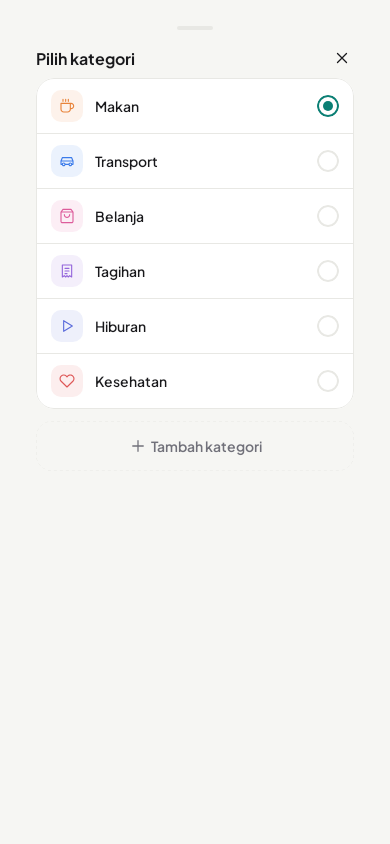 Pilih kategori
Makan
Transport
Belanja
Tagihan
Hiburan
Kesehatan
Tambah kategori